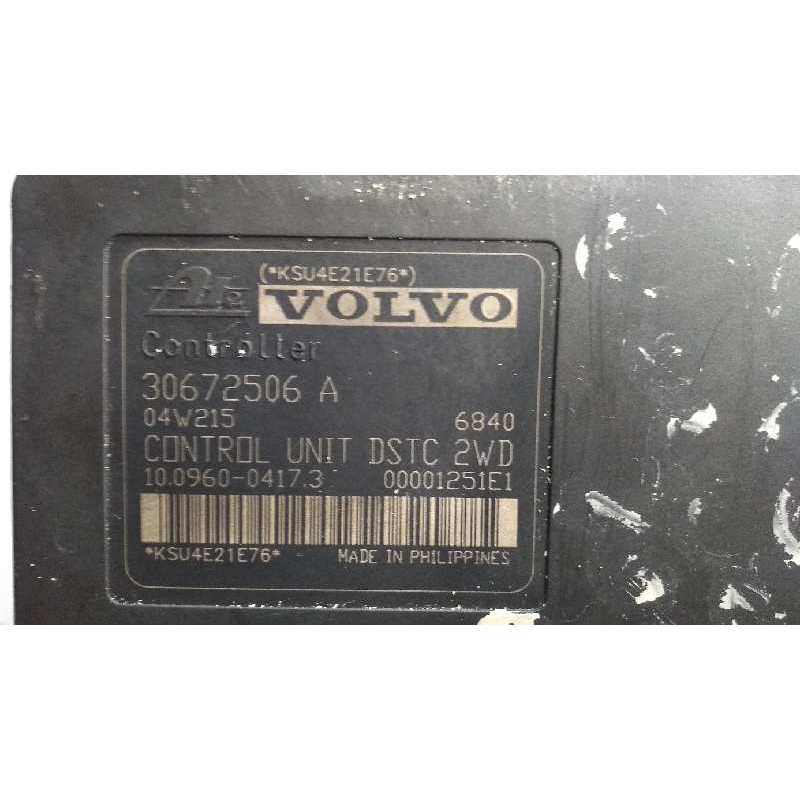 (*KSU4E21E76*)
Ate VOLVO
Controller
30672506 A
04W215 6840
CONTROL UNIT DSTC 2WD
10.0960-0417.3 00001251E1
*KSU4E21E76* MADE IN PHILIPPINES